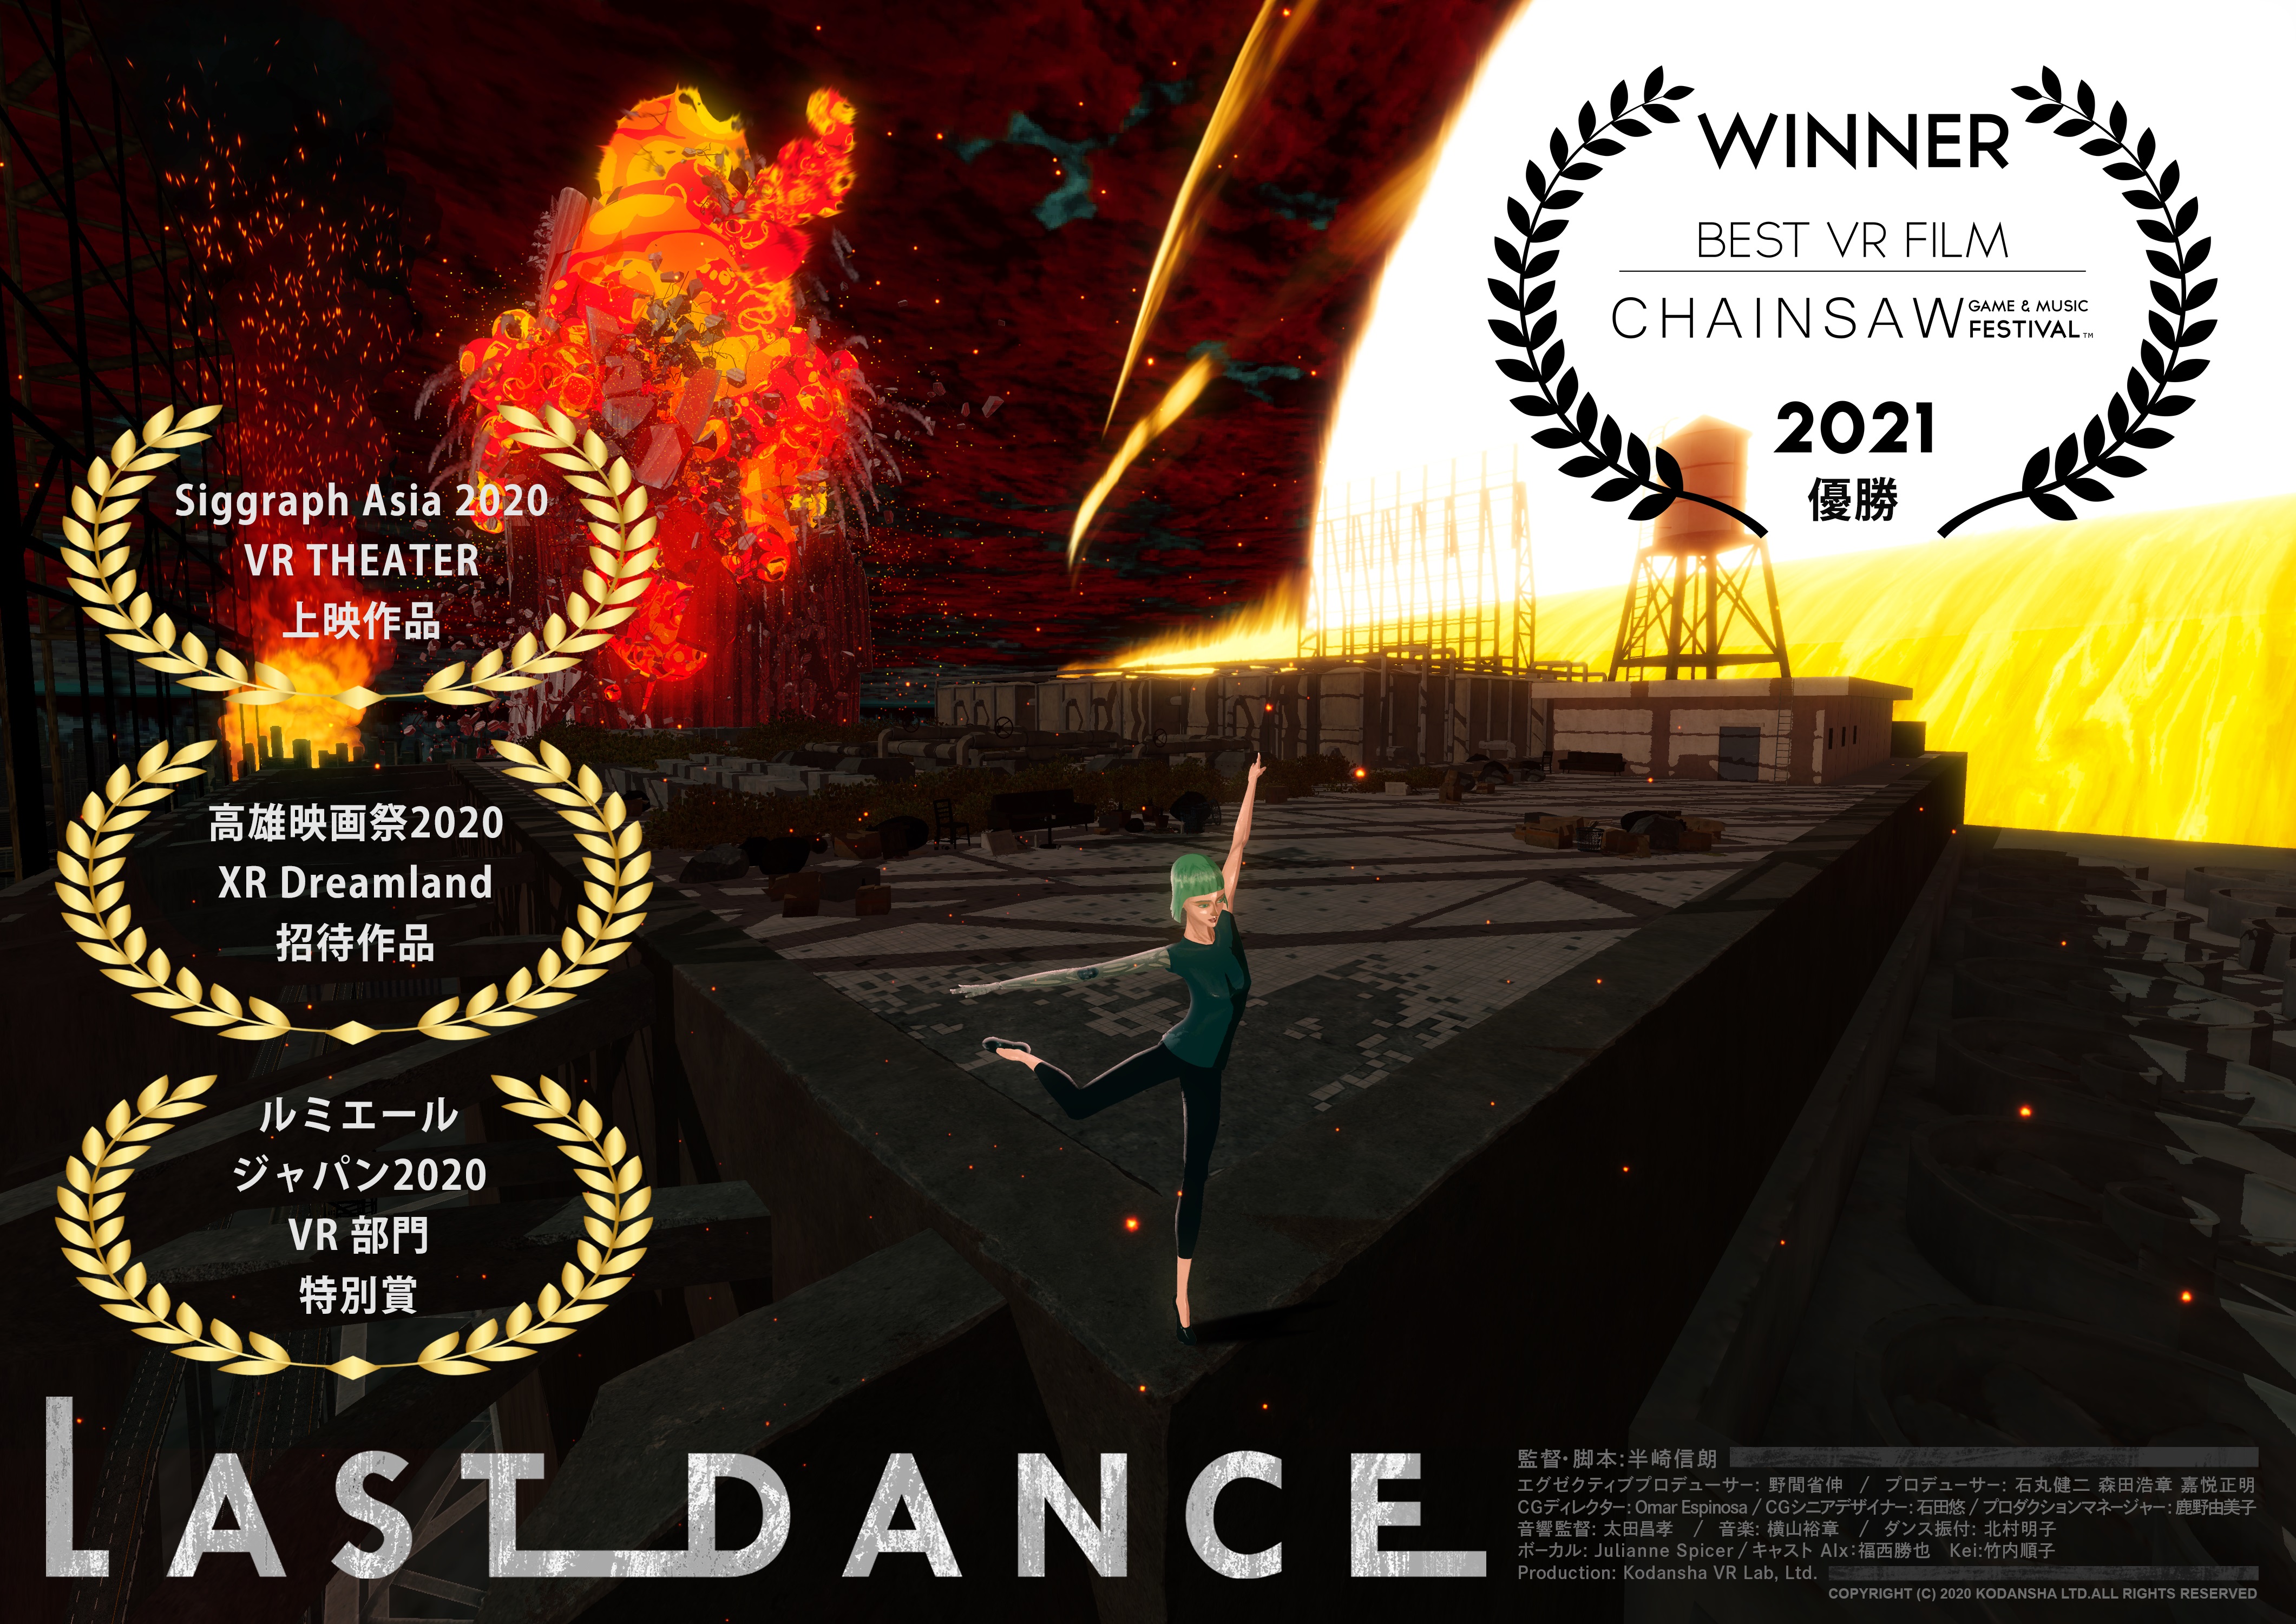 WINNER
BEST VR FILM
CHAINSAW GAME & MUSIC FESTIVAL™
2021
優勝
Siggraph Asia 2020
VR THEATER
上映作品
高雄映画祭2020
XR Dreamland
招待作品
ルミエール
ジャパン2020
VR 部門
特別賞
LAST DANCE
監督・脚本:半崎信朗
エグゼクティブプロデューサー: 野間省伸 / プロデューサー: 石丸健二 森田浩章 嘉悦正明
CGディレクター: Omar Espinosa / CGシニアデザイナー: 石田悠 / プロダクションマネージャー: 鹿野由美子
音響監督: 太田昌孝 / 音楽: 横山裕章 / ダンス振付: 北村明子
ボーカル: Julianne Spicer / キャスト Alx:福西勝也 Kei:竹内順子
Production: Kodansha VR Lab, Ltd.
COPYRIGHT (C) 2020 KODANSHA LTD.ALL RIGHTS RESERVED